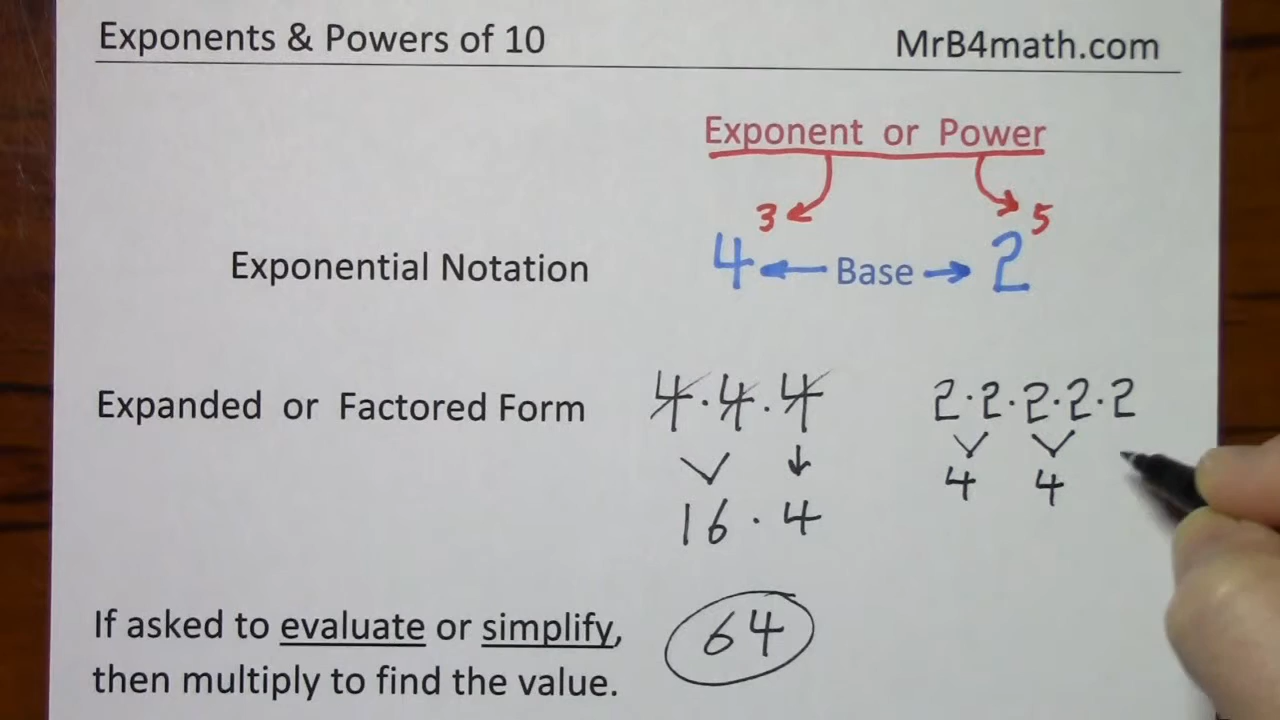 Exponents & Powers of 10 MrB4math.com
Exponent or Power
3 5
Exponential Notation 4 ← Base → 2
Expanded or Factored Form 4·4·4 2·2·2·2·2
4 4
16·4
If asked to evaluate or simplify, 64
then multiply to find the value.